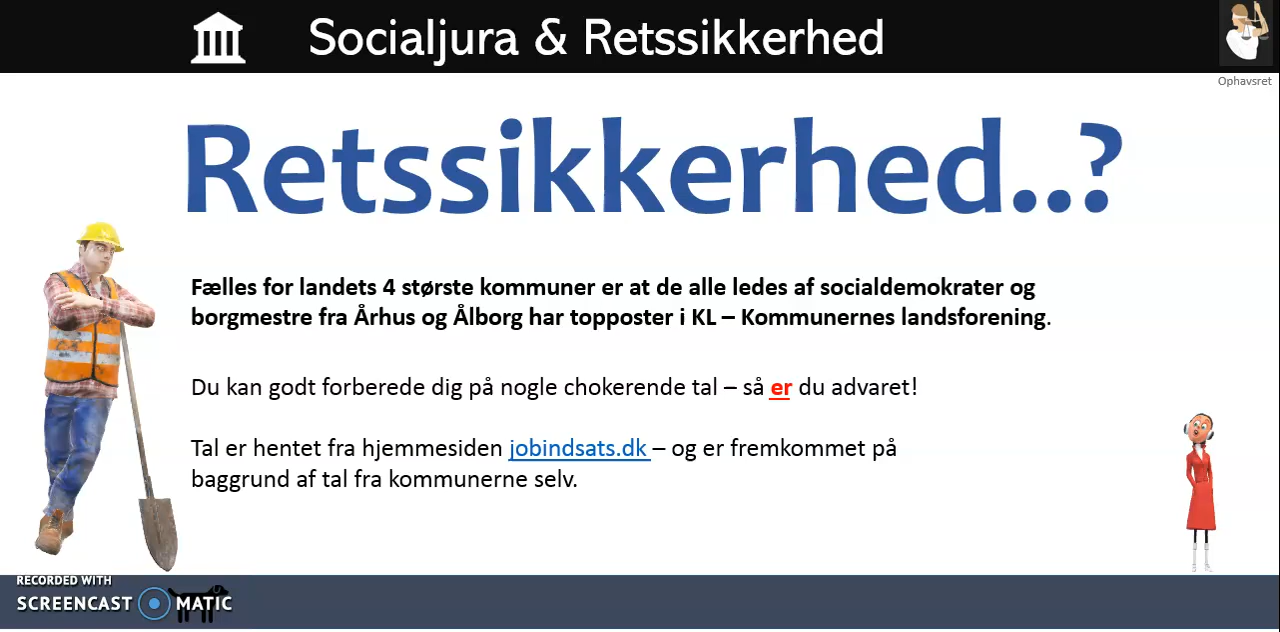 Socialjura & Retssikkerhed
Ophavsret
Retssikkerhed..?
Fælles for landets 4 største kommuner er at de alle ledes af socialdemokrater og
borgmestre fra Århus og Ålborg har topposter i KL – Kommunernes landsforening.
Du kan godt forberede dig på nogle chokerende tal – så er du advaret!
Tal er hentet fra hjemmesiden jobindsats.dk – og er fremkommet på
baggrund af tal fra kommunerne selv.
RECORDED WITH
SCREENCAST MATIC